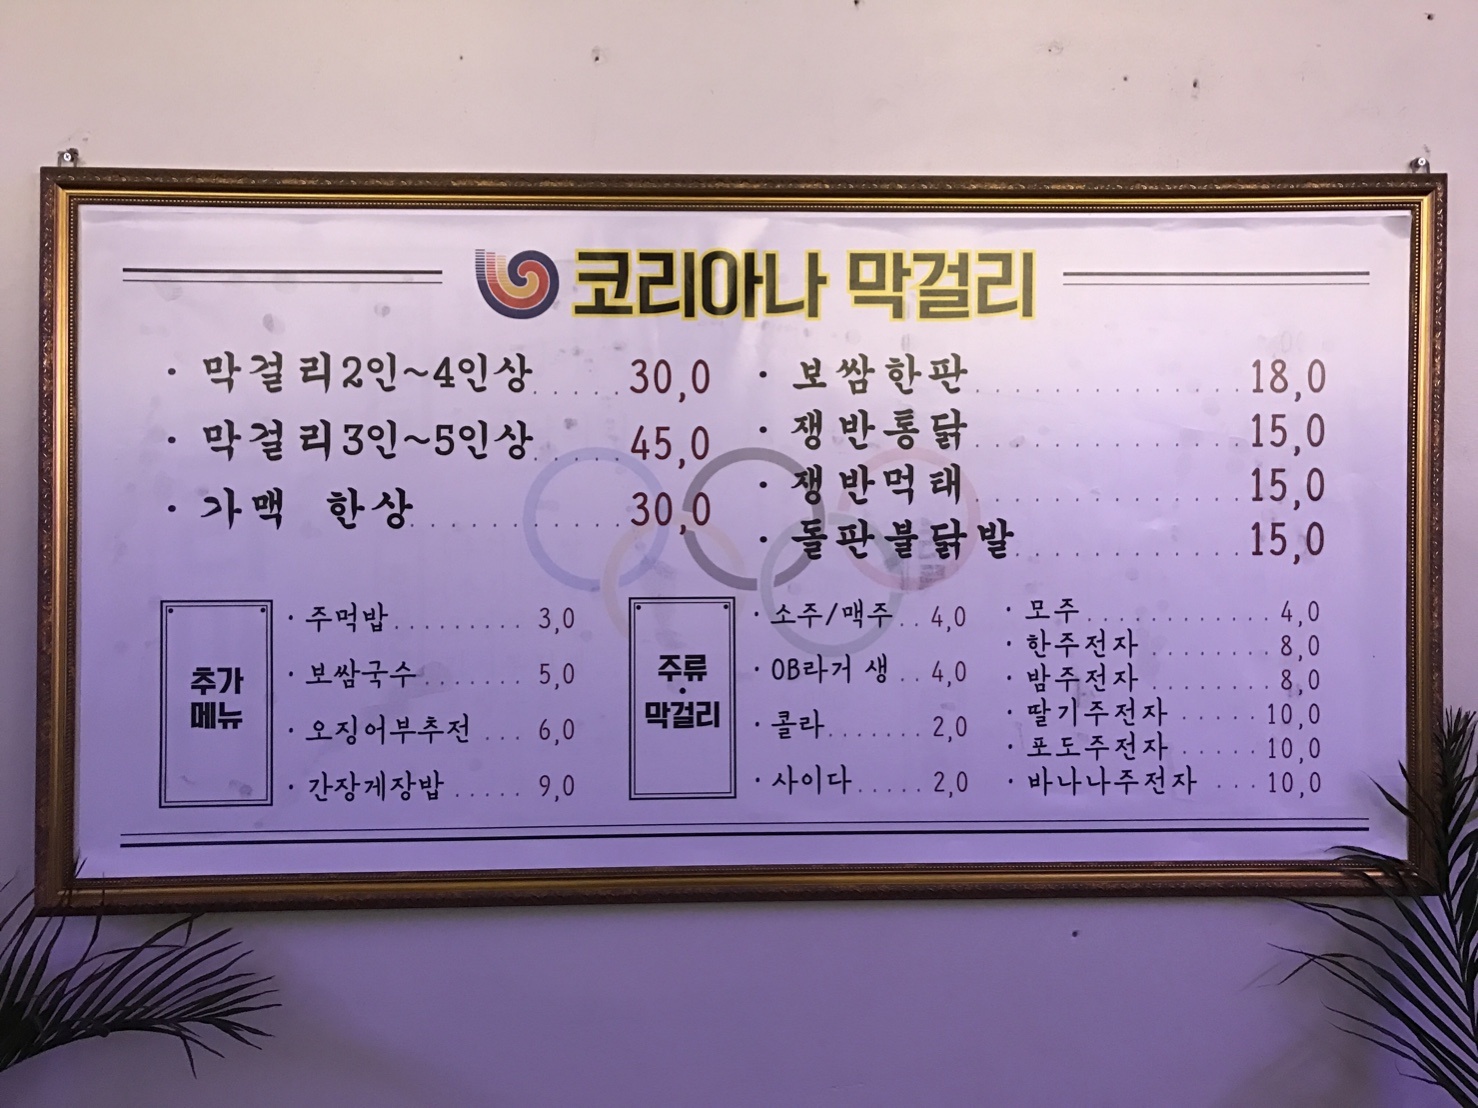 코리아나 막걸리
· 막걸리2인~4인상......30,0
· 막걸리3인~5인상......45,0
· 가맥 한상.............30,0
· 보쌈한판................18,0
· 쟁반통닭................15,0
· 쟁반먹태................15,0
· 돌판불닭발.............15,0
추가
메뉴
· 주먹밥.........3,0
· 보쌈국수.......5,0
· 오징어부추전...6,0
· 간장게장밥.....9,0
주류
·
막걸리
· 소주/맥주..4,0
· OB라거 생..4,0
· 콜라.......2,0
· 사이다.....2,0
· 모주...........4,0
· 한주전자........8,0
· 밤주전자........8,0
· 딸기주전자.....10,0
· 포도주전자.....10,0
· 바나나주전자...10,0